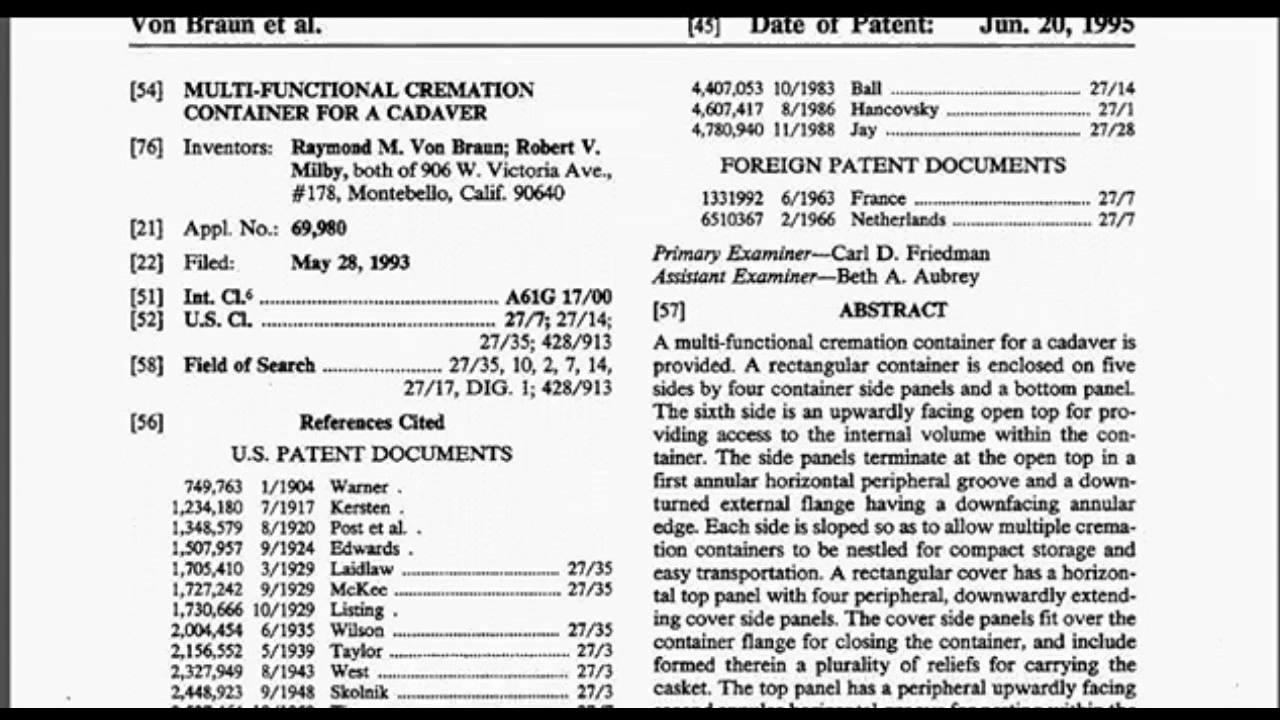 Von Braun et al.
[45] Date of Patent: Jun. 20, 1995
[54] MULTI-FUNCTIONAL CREMATION
CONTAINER FOR A CADAVER
[76] Inventors: Raymond M. Von Braun; Robert V.
Milby, both of 906 W. Victoria Ave.,
#178, Montebello, Calif. 90640
[21] Appl. No.: 69,980
[22] Filed: May 28, 1993
[51] Int. Cl.⁶ ........................................ A61G 17/00
[52] U.S. Cl. ........................................ 27/7; 27/14;
27/35; 428/913
[58] Field of Search .................... 27/35, 10, 2, 7, 14,
27/17, DIG. 1; 428/913
[56] References Cited
U.S. PATENT DOCUMENTS
749,763 1/1904 Warner .
1,234,180 7/1917 Kersten .
1,348,579 8/1920 Post et al. .
1,507,957 9/1924 Edwards .
1,705,410 3/1929 Laidlaw .............................. 27/35
1,727,242 9/1929 McKee .............................. 27/35
1,730,666 10/1929 Listing .
2,004,454 6/1935 Wilson .............................. 27/35
2,156,552 5/1939 Taylor .............................. 27/3
2,327,949 8/1943 West .............................. 27/3
2,448,923 9/1948 Skolnik .............................. 27/3
4,407,053 10/1983 Ball .............................. 27/14
4,607,417 8/1986 Hancovsky .............................. 27/1
4,780,940 11/1988 Jay .............................. 27/28
FOREIGN PATENT DOCUMENTS
1331992 6/1963 France .............................. 27/7
6510367 2/1966 Netherlands .............................. 27/7
Primary Examiner—Carl D. Friedman
Assistant Examiner—Beth A. Aubrey
[57] ABSTRACT
A multi-functional cremation container for a cadaver is
provided. A rectangular container is enclosed on five
sides by four container side panels and a bottom panel.
The sixth side is an upwardly facing open top for pro-
viding access to the internal volume within the con-
tainer. The side panels terminate at the open top in a
first annular horizontal peripheral groove and a down-
turned external flange having a downfacing annular
edge. Each side is sloped so as to allow multiple crema-
tion containers to be nestled for compact storage and
easy transportation. A rectangular cover has a horizon-
tal top panel with four peripheral, downwardly extend-
ing cover side panels. The cover side panels fit over the
container flange for closing the container, and include
formed therein a plurality of reliefs for carrying the
casket. The top panel has a peripheral upwardly facing